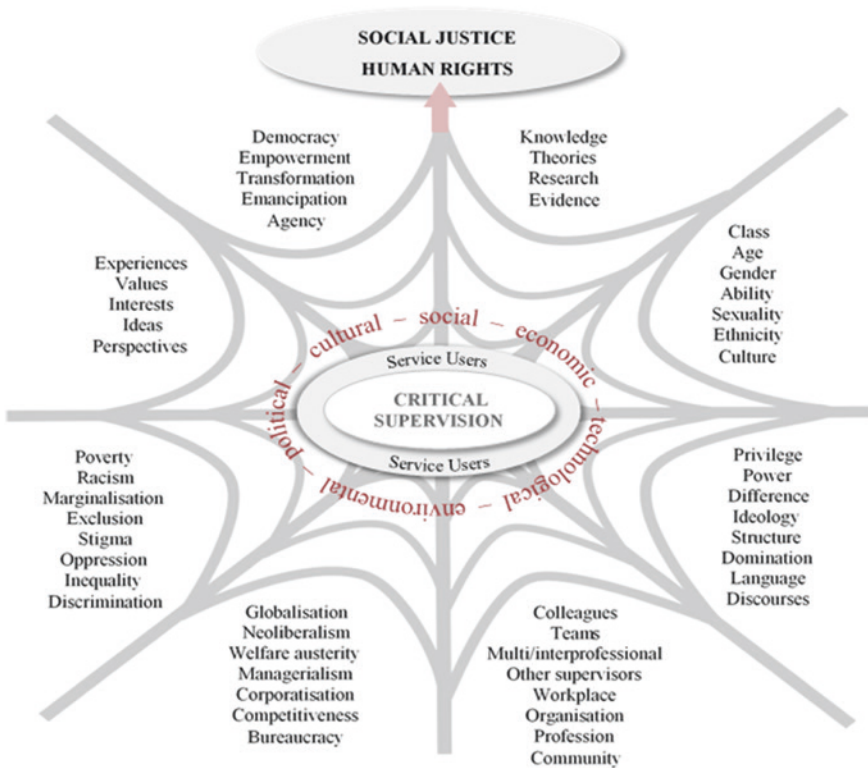 SOCIAL JUSTICE
HUMAN RIGHTS
Democracy
Empowerment
Transformation
Emancipation
Agency
Knowledge
Theories
Research
Evidence
Experiences
Values
Interests
Ideas
Perspectives
Class
Age
Gender
Ability
Sexuality
Ethnicity
Culture
political – cultural – social – economic – technological – environmental –
Service Users
CRITICAL
SUPERVISION
Service Users
Poverty
Racism
Marginalisation
Exclusion
Stigma
Oppression
Inequality
Discrimination
Privilege
Power
Difference
Ideology
Structure
Domination
Language
Discourses
Globalisation
Neoliberalism
Welfare austerity
Managerialism
Corporatisation
Competitiveness
Bureaucracy
Colleagues
Teams
Multi/interprofessional
Other supervisors
Workplace
Organisation
Profession
Community